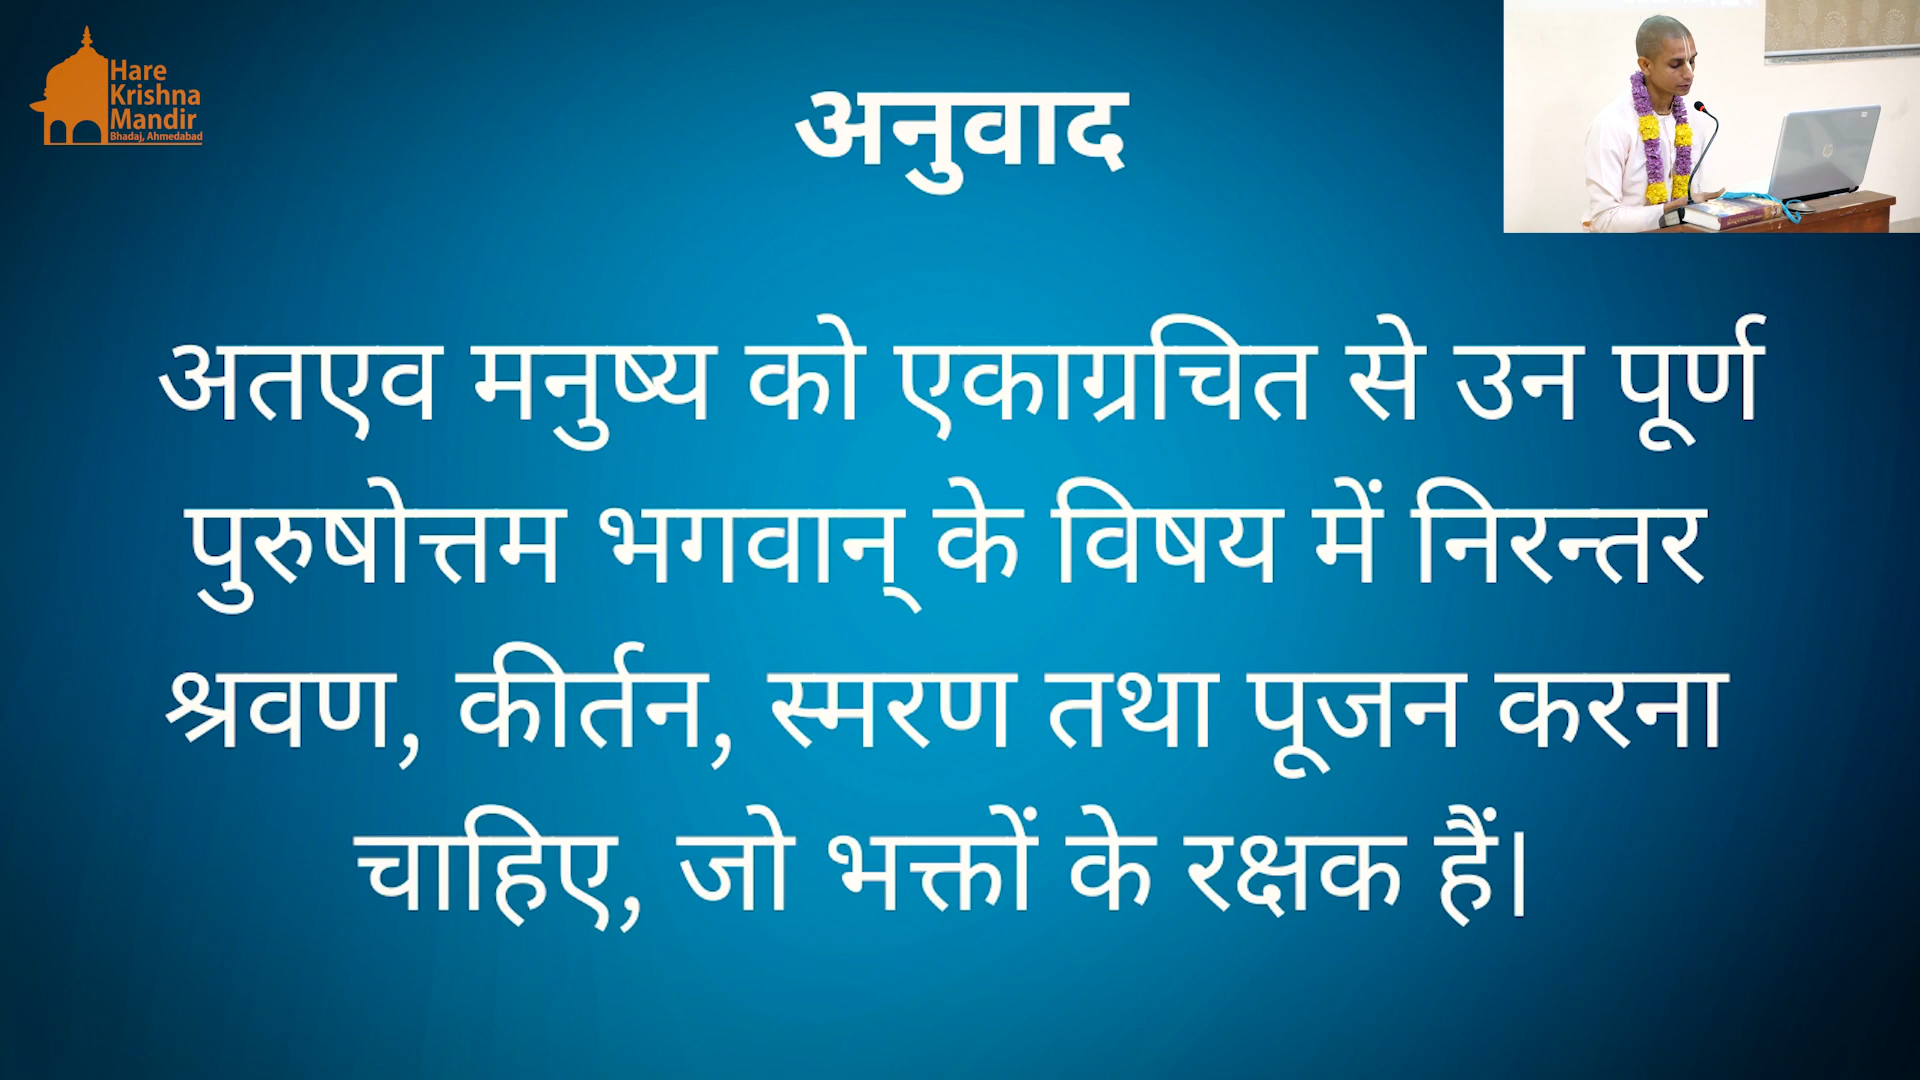 Hare
Krishna
Mandir
Bhadaj, Ahmedabad
अनुवाद
अतएव मनुष्य को एकाग्रचित से उन पूर्ण
पुरुषोत्तम भगवान् के विषय में निरन्तर
श्रवण, कीर्तन, स्मरण तथा पूजन करना
चाहिए, जो भक्तों के रक्षक हैं।